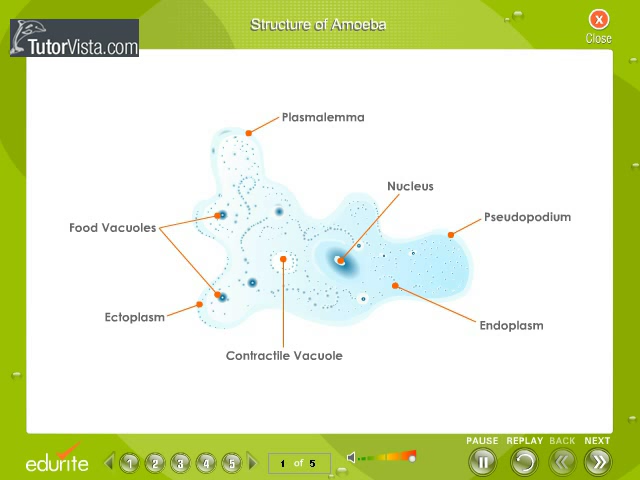 Structure of Amoeba
X
Close
TutorVista.com
Plasmalemma
Nucleus
Pseudopodium
Food Vacuoles
Ectoplasm
Endoplasm
Contractile Vacuole
PAUSE REPLAY BACK NEXT
edurite
1 2 3 4 5
1 of 5